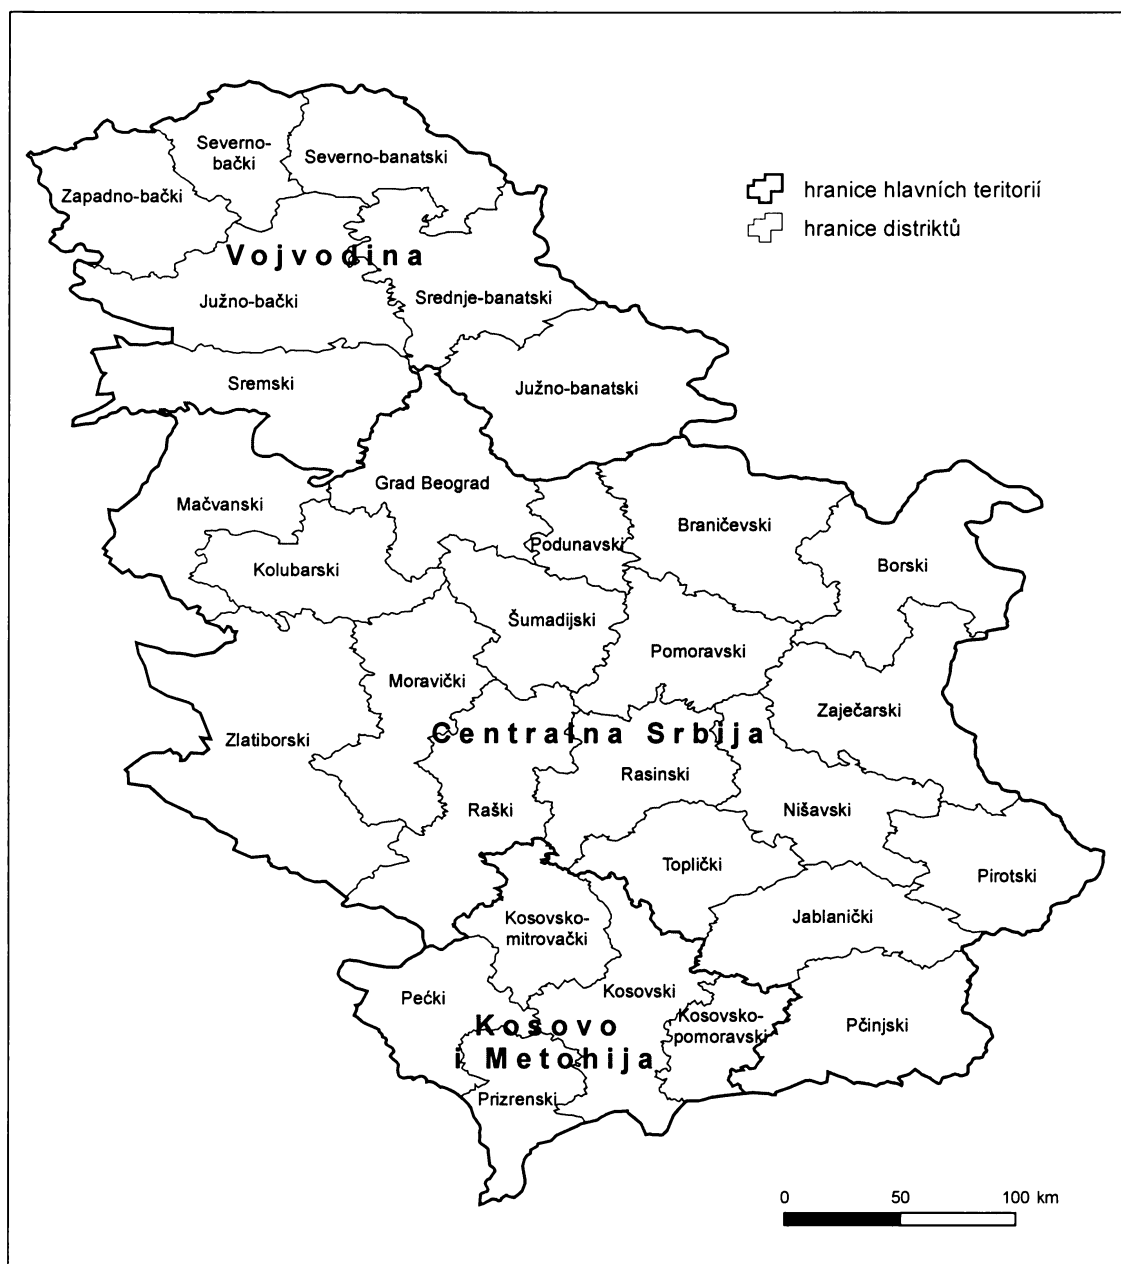 Severno-
bački
Severno-banatski
Zapadno-bački
hranice hlavních teritorií
hranice distriktů
Vojvodina
Južno-bački
Srednje-banatski
Sremski
Južno-banatski
Grad Beograd
Mačvanski
Podunavski
Braničevski
Kolubarski
Borski
Šumadijski
Pomoravski
Moravički
Zaječarski
Zlatiborski
Centralna Srbija
Rasinski
Raški
Nišavski
Toplički
Pirotski
Jablanički
Kosovsko-
mitrovački
Pećki
Kosovski
Kosovsko-
pomoravski
Pčinjski
Kosovo
i Metohija
Prizrenski
0 50 100 km